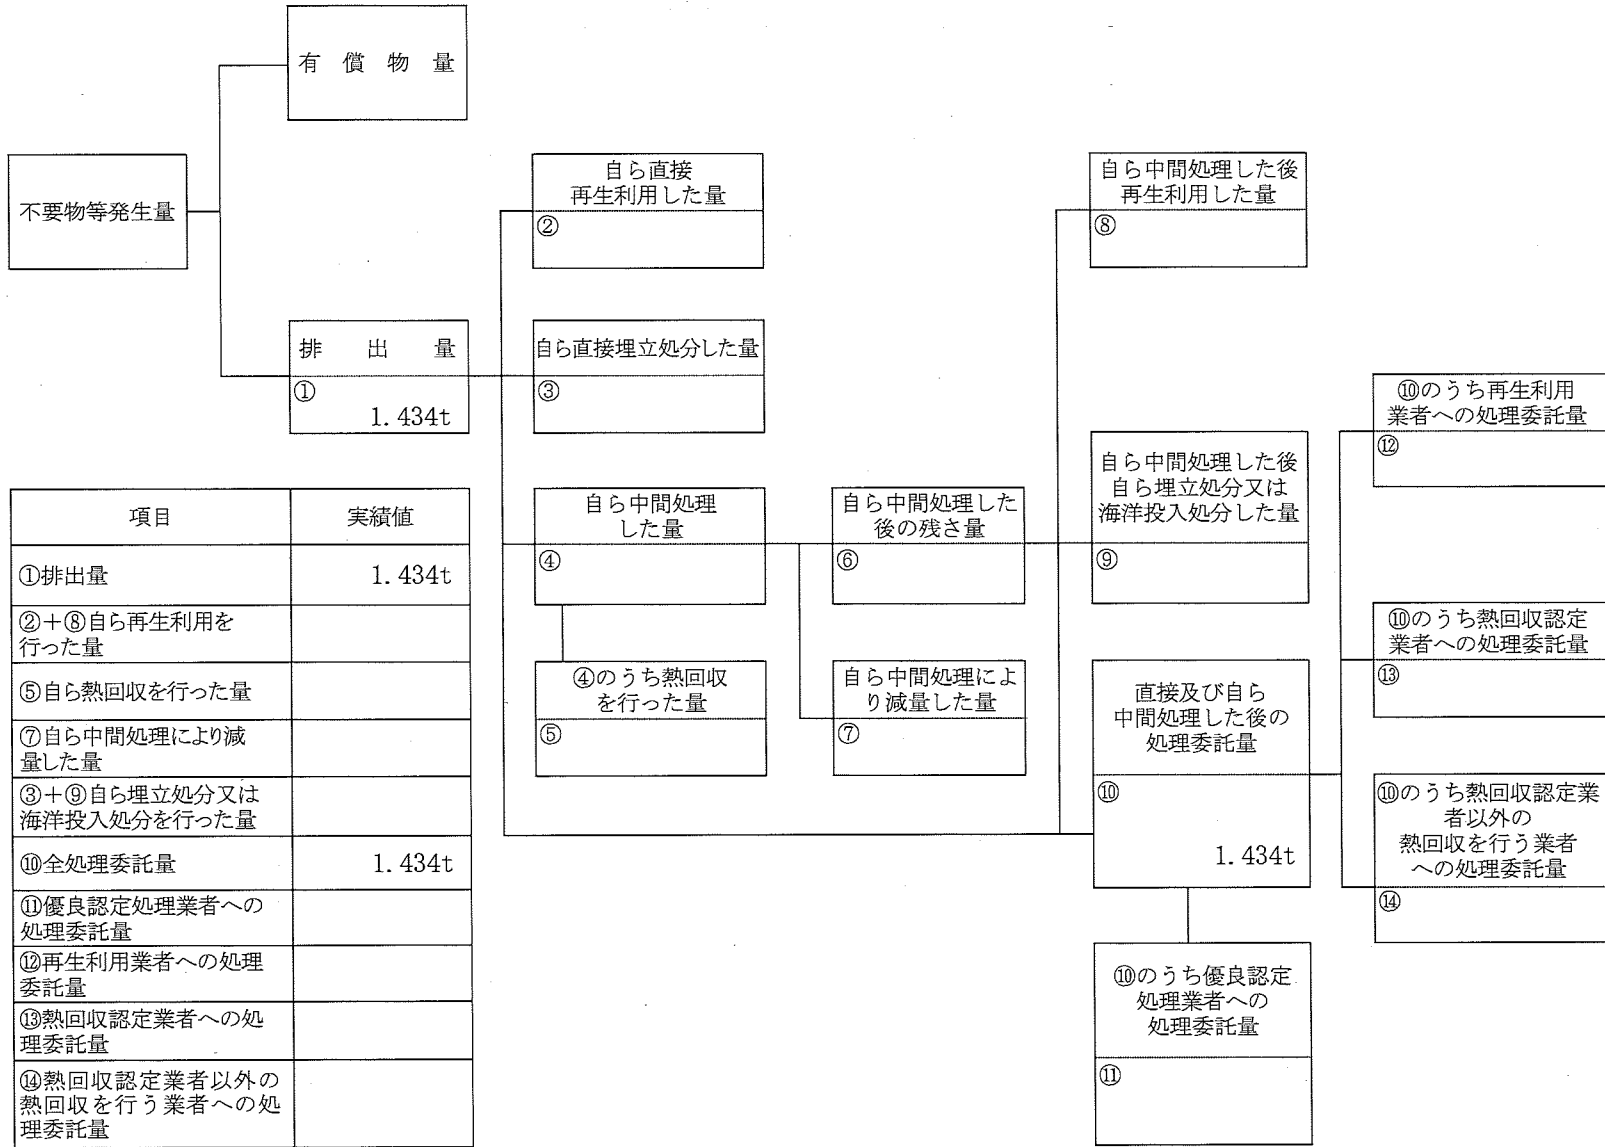 有償物量
不要物等発生量
排出量
①
1.434t
自ら直接
再生利用した量
②
自ら直接埋立処分した量
③
自ら中間処理
した量
④
④のうち熱回収
を行った量
⑤
自ら中間処理した
後の残さ量
⑥
自ら中間処理によ
り減量した量
⑦
自ら中間処理した後
再生利用した量
⑧
自ら中間処理した後
自ら埋立処分又は
海洋投入処分した量
⑨
直接及び自ら
中間処理した後の
処理委託量
⑩
1.434t
⑩のうち優良認定
処理業者への
処理委託量
⑪
⑩のうち再生利用
業者への処理委託量
⑫
⑩のうち熱回収認定
業者への処理委託量
⑬
⑩のうち熱回収認定業
者以外の
熱回収を行う業者
への処理委託量
⑭
項目 実績値
①排出量 1.434t
②+⑧自ら再生利用を
行った量
⑤自ら熱回収を行った量
⑦自ら中間処理により減
量した量
③+⑨自ら埋立処分又は
海洋投入処分を行った量
⑩全処理委託量 1.434t
⑪優良認定処理業者への
処理委託量
⑫再生利用業者への処理
委託量
⑬熱回収認定業者への処
理委託量
⑭熱回収認定業者以外の
熱回収を行う業者への処
理委託量